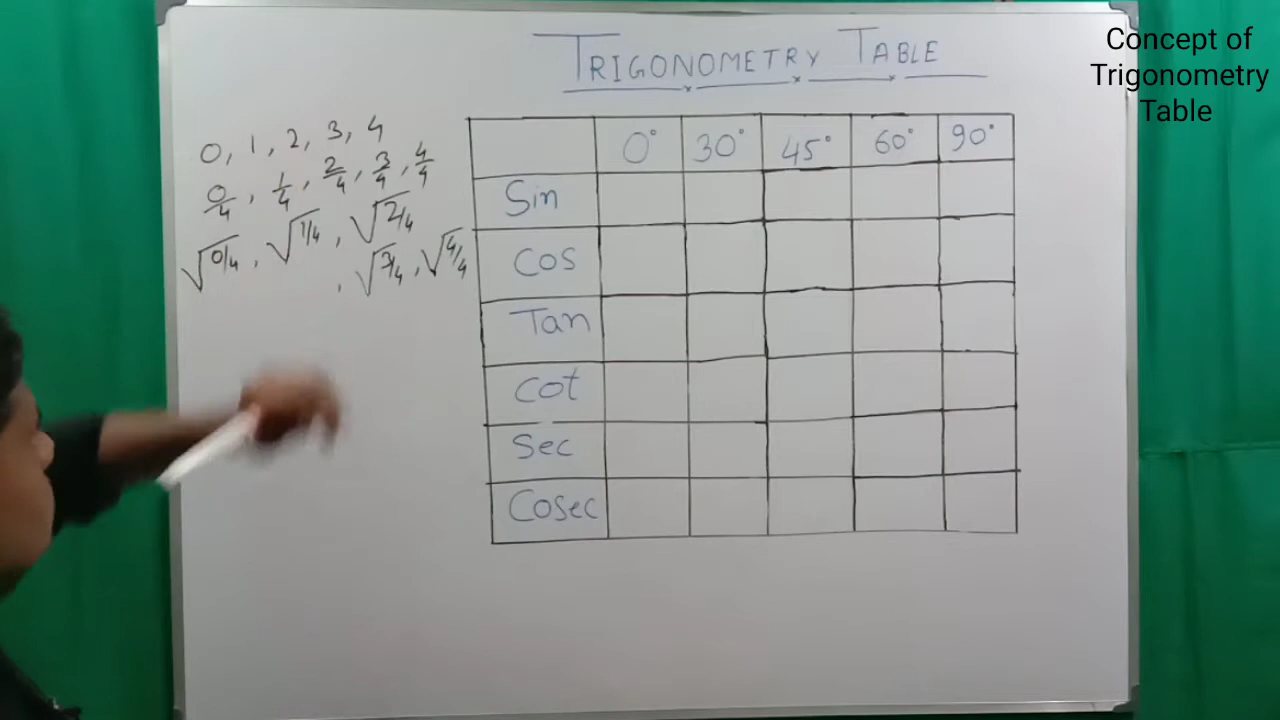 TRIGONOMETRY TABLE
Concept of
Trigonometry
Table
0, 1, 2, 3, 4
0/4, 1/4, 2/4, 3/4, 4/4
√0/4, √1/4, √2/4
, √3/4, √4/4
0° 30° 45° 60° 90°
Sin
Cos
Tan
Cot
Sec
Cosec